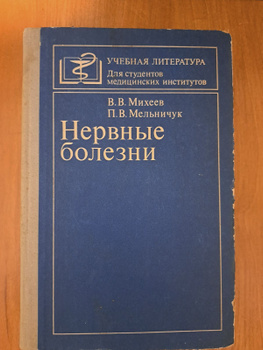 УЧЕБНАЯ ЛИТЕРАТУРА
Для студентов
медицинских институтов
В. В. Михеев
П. В. Мельничук
Нервные
болезни